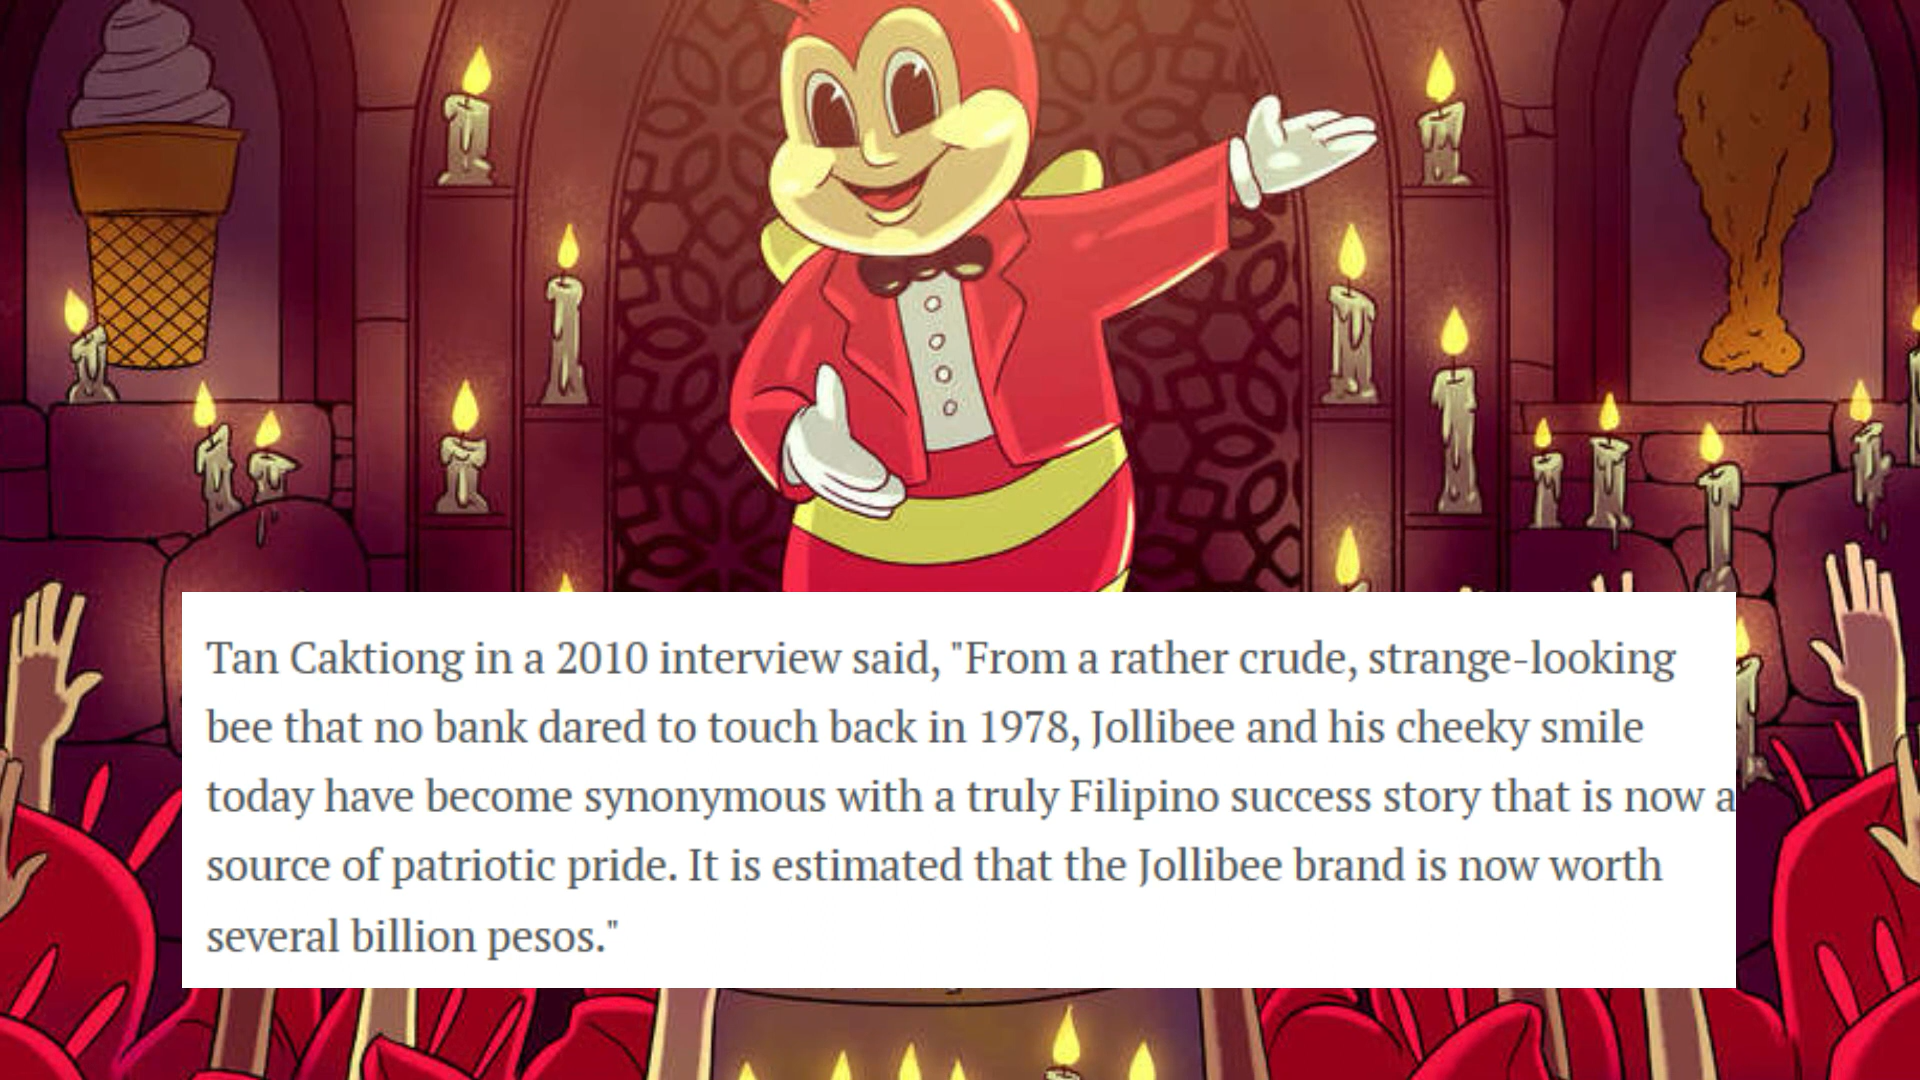 Tan Caktiong in a 2010 interview said, "From a rather crude, strange-looking
bee that no bank dared to touch back in 1978, Jollibee and his cheeky smile
today have become synonymous with a truly Filipino success story that is now a
source of patriotic pride. It is estimated that the Jollibee brand is now worth
several billion pesos."